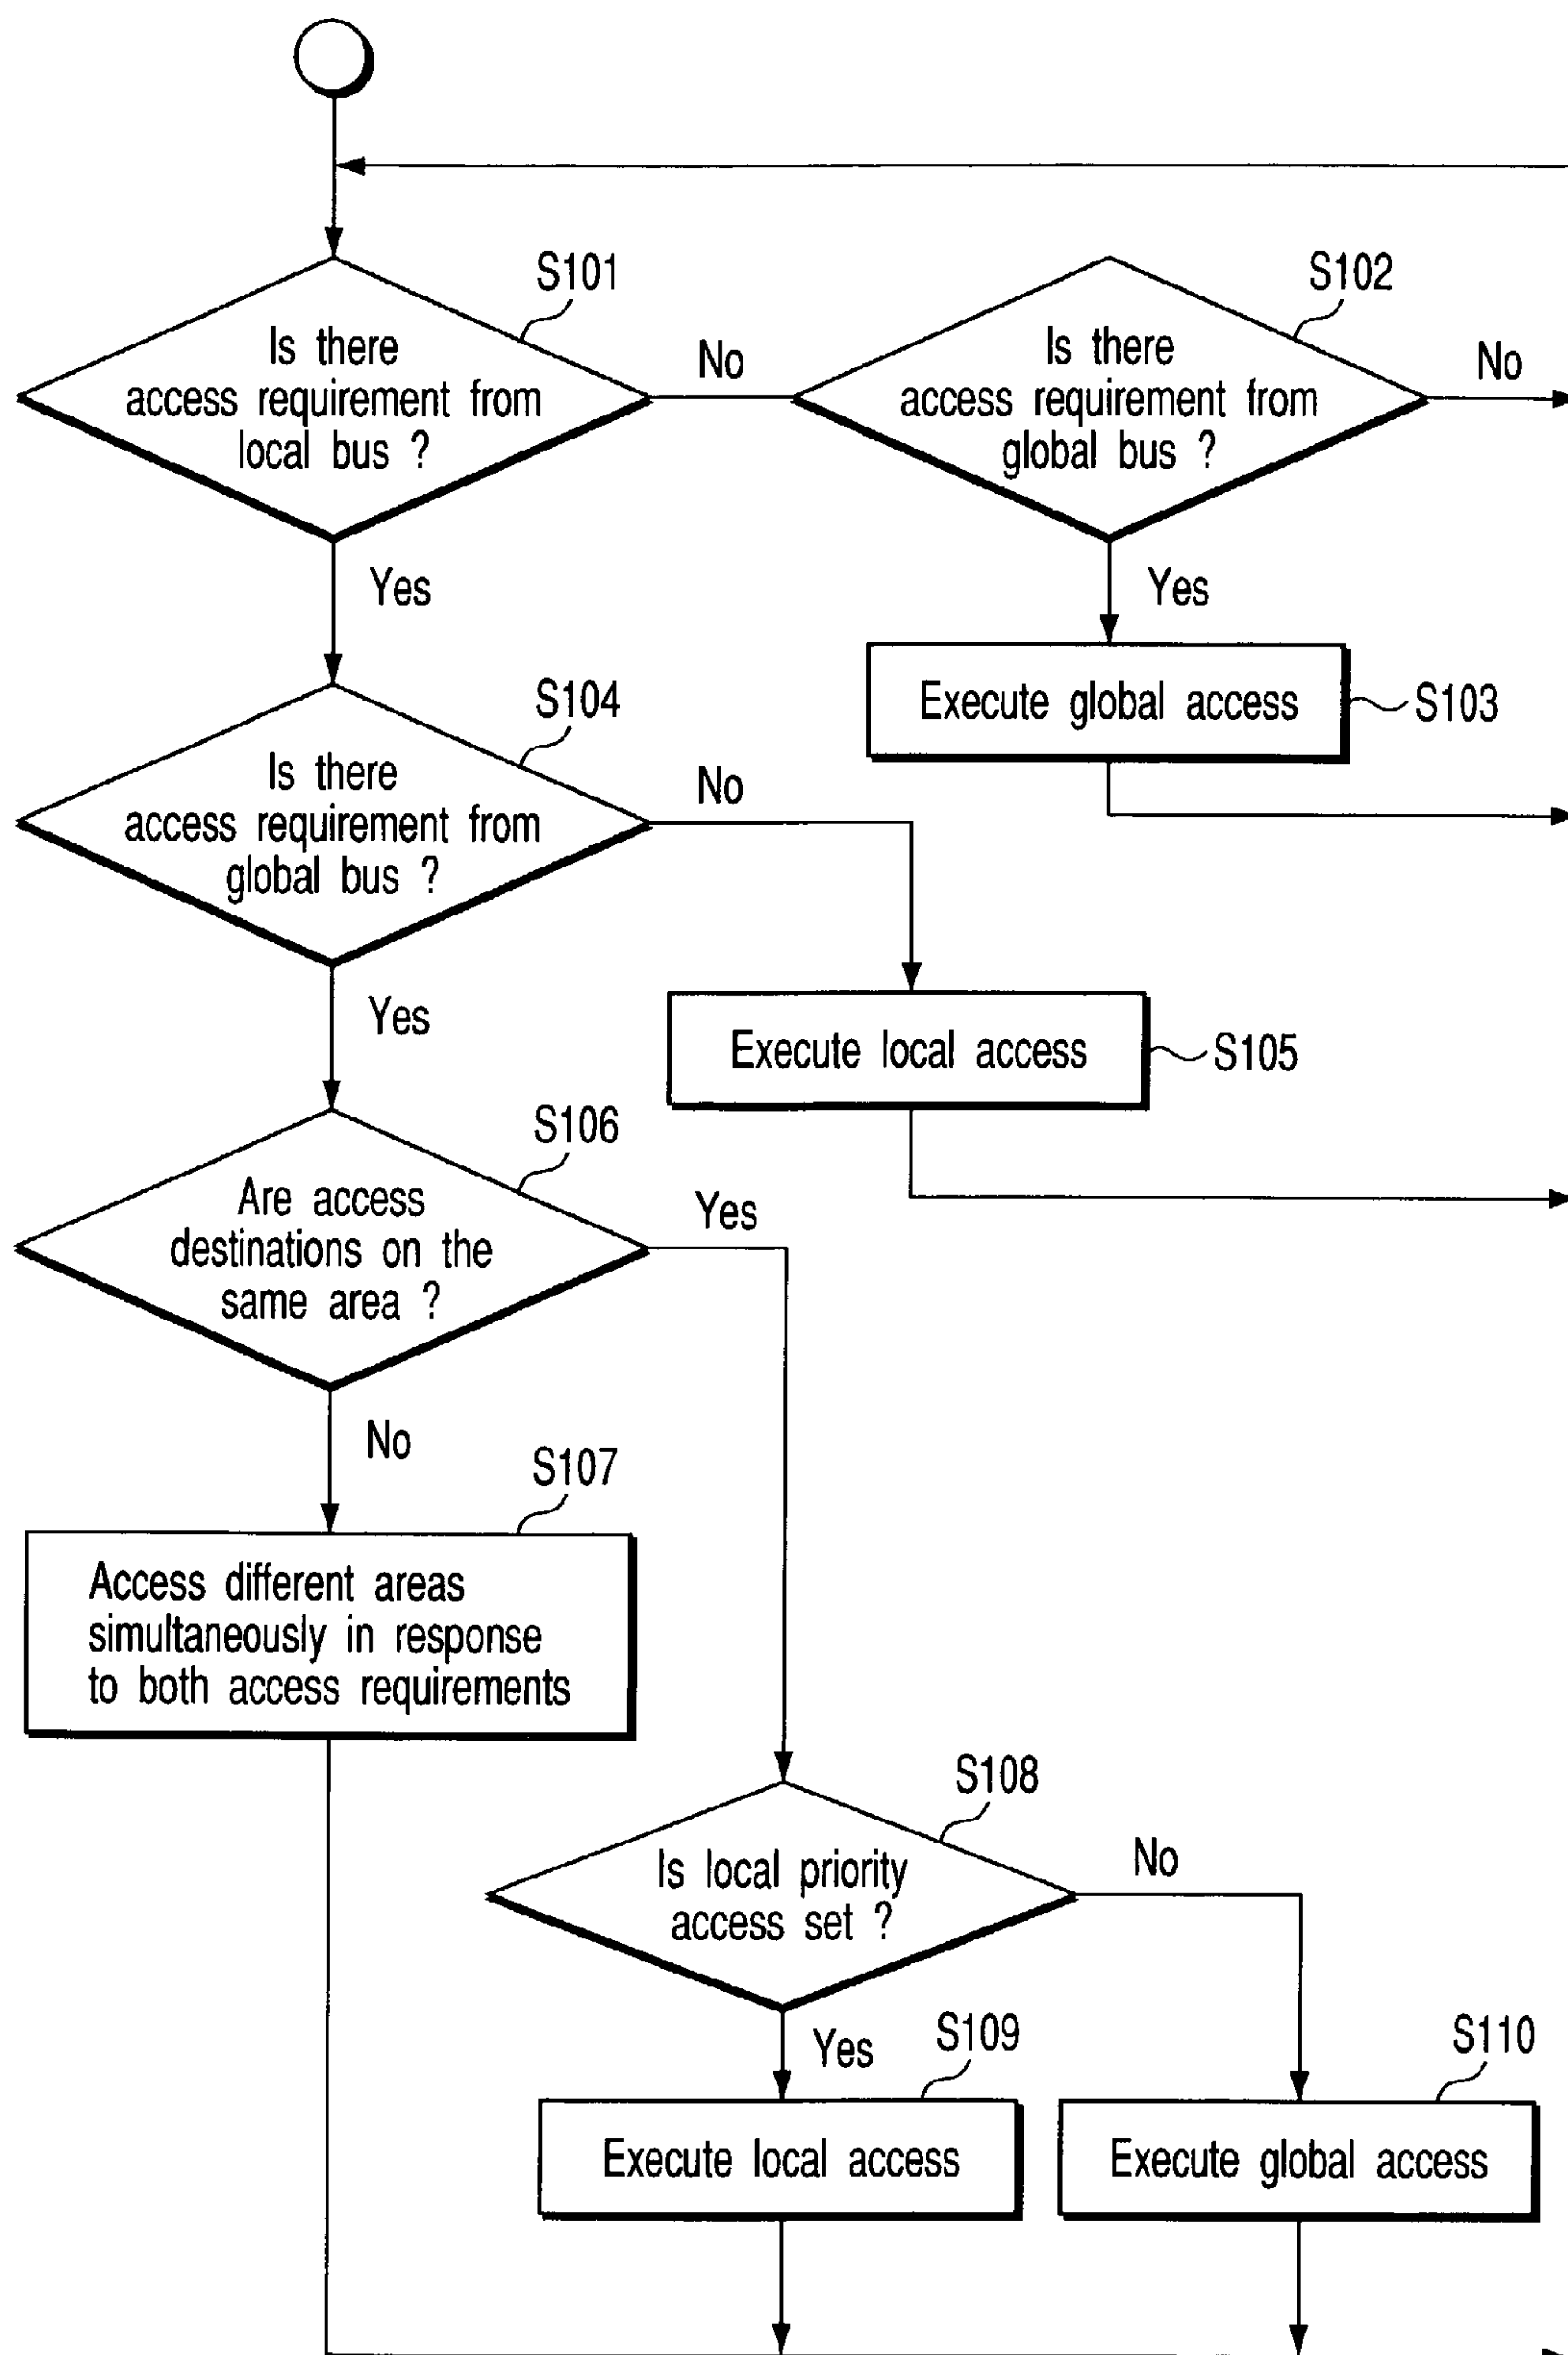 S101
Is there
access requirement from
local bus ?
No
S102
Is there
access requirement from
global bus ?
No
Yes
Yes
Execute global access
S103
S104
Is there
access requirement from
global bus ?
No
Yes
Execute local access
S105
S106
Are access
destinations on the
same area ?
Yes
No
S107
Access different areas
simultaneously in response
to both access requirements
S108
Is local priority
access set ?
No
Yes
S109
Execute local access
S110
Execute global access